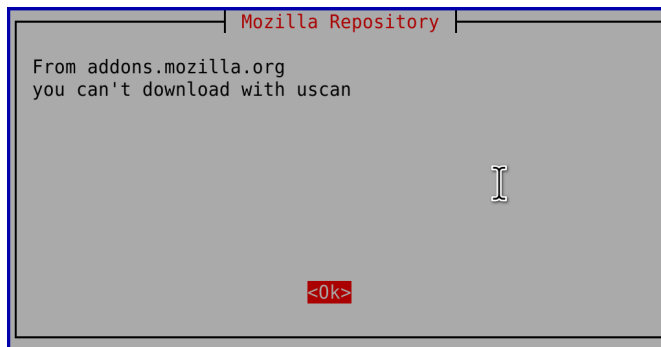 Mozilla Repository
From addons.mozilla.org
you can't download with uscan
<Ok>